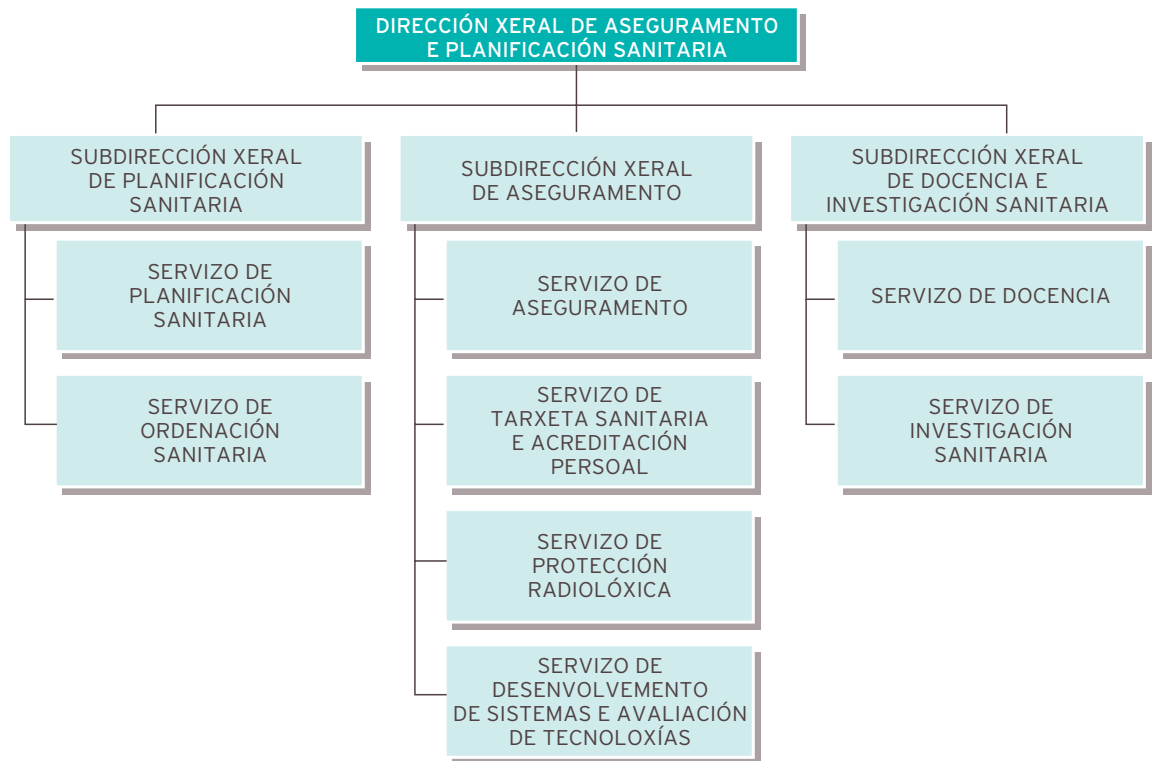 DIRECCIÓN XERAL DE ASEGURAMENTO
E PLANIFICACIÓN SANITARIA
SUBDIRECCIÓN XERAL
DE PLANIFICACIÓN
SANITARIA
SERVIZO DE
PLANIFICACIÓN
SANITARIA
SERVIZO DE
ORDENACIÓN
SANITARIA
SUBDIRECCIÓN XERAL
DE ASEGURAMENTO
SERVIZO DE
ASEGURAMENTO
SERVIZO DE
TARXETA SANITARIA
E ACREDITACIÓN
PERSOAL
SERVIZO DE
PROTECCIÓN
RADIOLÓXICA
SERVIZO DE
DESENVOLVEMENTO
DE SISTEMAS E AVALIACIÓN
DE TECNOLOXÍAS
SUBDIRECCIÓN XERAL
DE DOCENCIA E
INVESTIGACIÓN SANITARIA
SERVIZO DE DOCENCIA
SERVIZO DE
INVESTIGACIÓN
SANITARIA